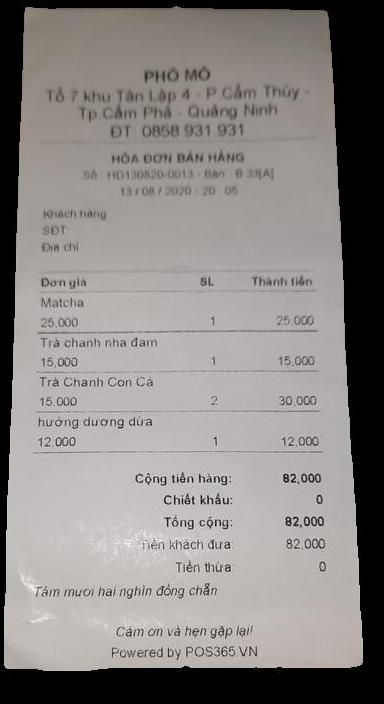 PHỐ MỎ
Tổ 7 khu Tân Lập 4 - P Cẩm Thủy -
Tp.Cẩm Phả - Quảng Ninh
ĐT: 0858 931 931
HÓA ĐƠN BÁN HÀNG
Số : HD130820-0013 - Bàn : B 33[A]
13 / 08 / 2020 - 20 : 05
Khách hàng
SĐT
Địa chỉ
Đơn giá SL Thành tiền
Matcha
25,000 1 25,000
Trà chanh nha đam
15,000 1 15,000
Trà Chanh Con Cá
15,000 2 30,000
hướng dương dừa
12,000 1 12,000
Cộng tiền hàng: 82,000
Chiết khấu: 0
Tổng cộng: 82,000
Tiền khách đưa: 82,000
Tiền thừa: 0
Tám mươi hai nghìn đồng chẵn
Cảm ơn và hẹn gặp lại!
Powered by POS365.VN